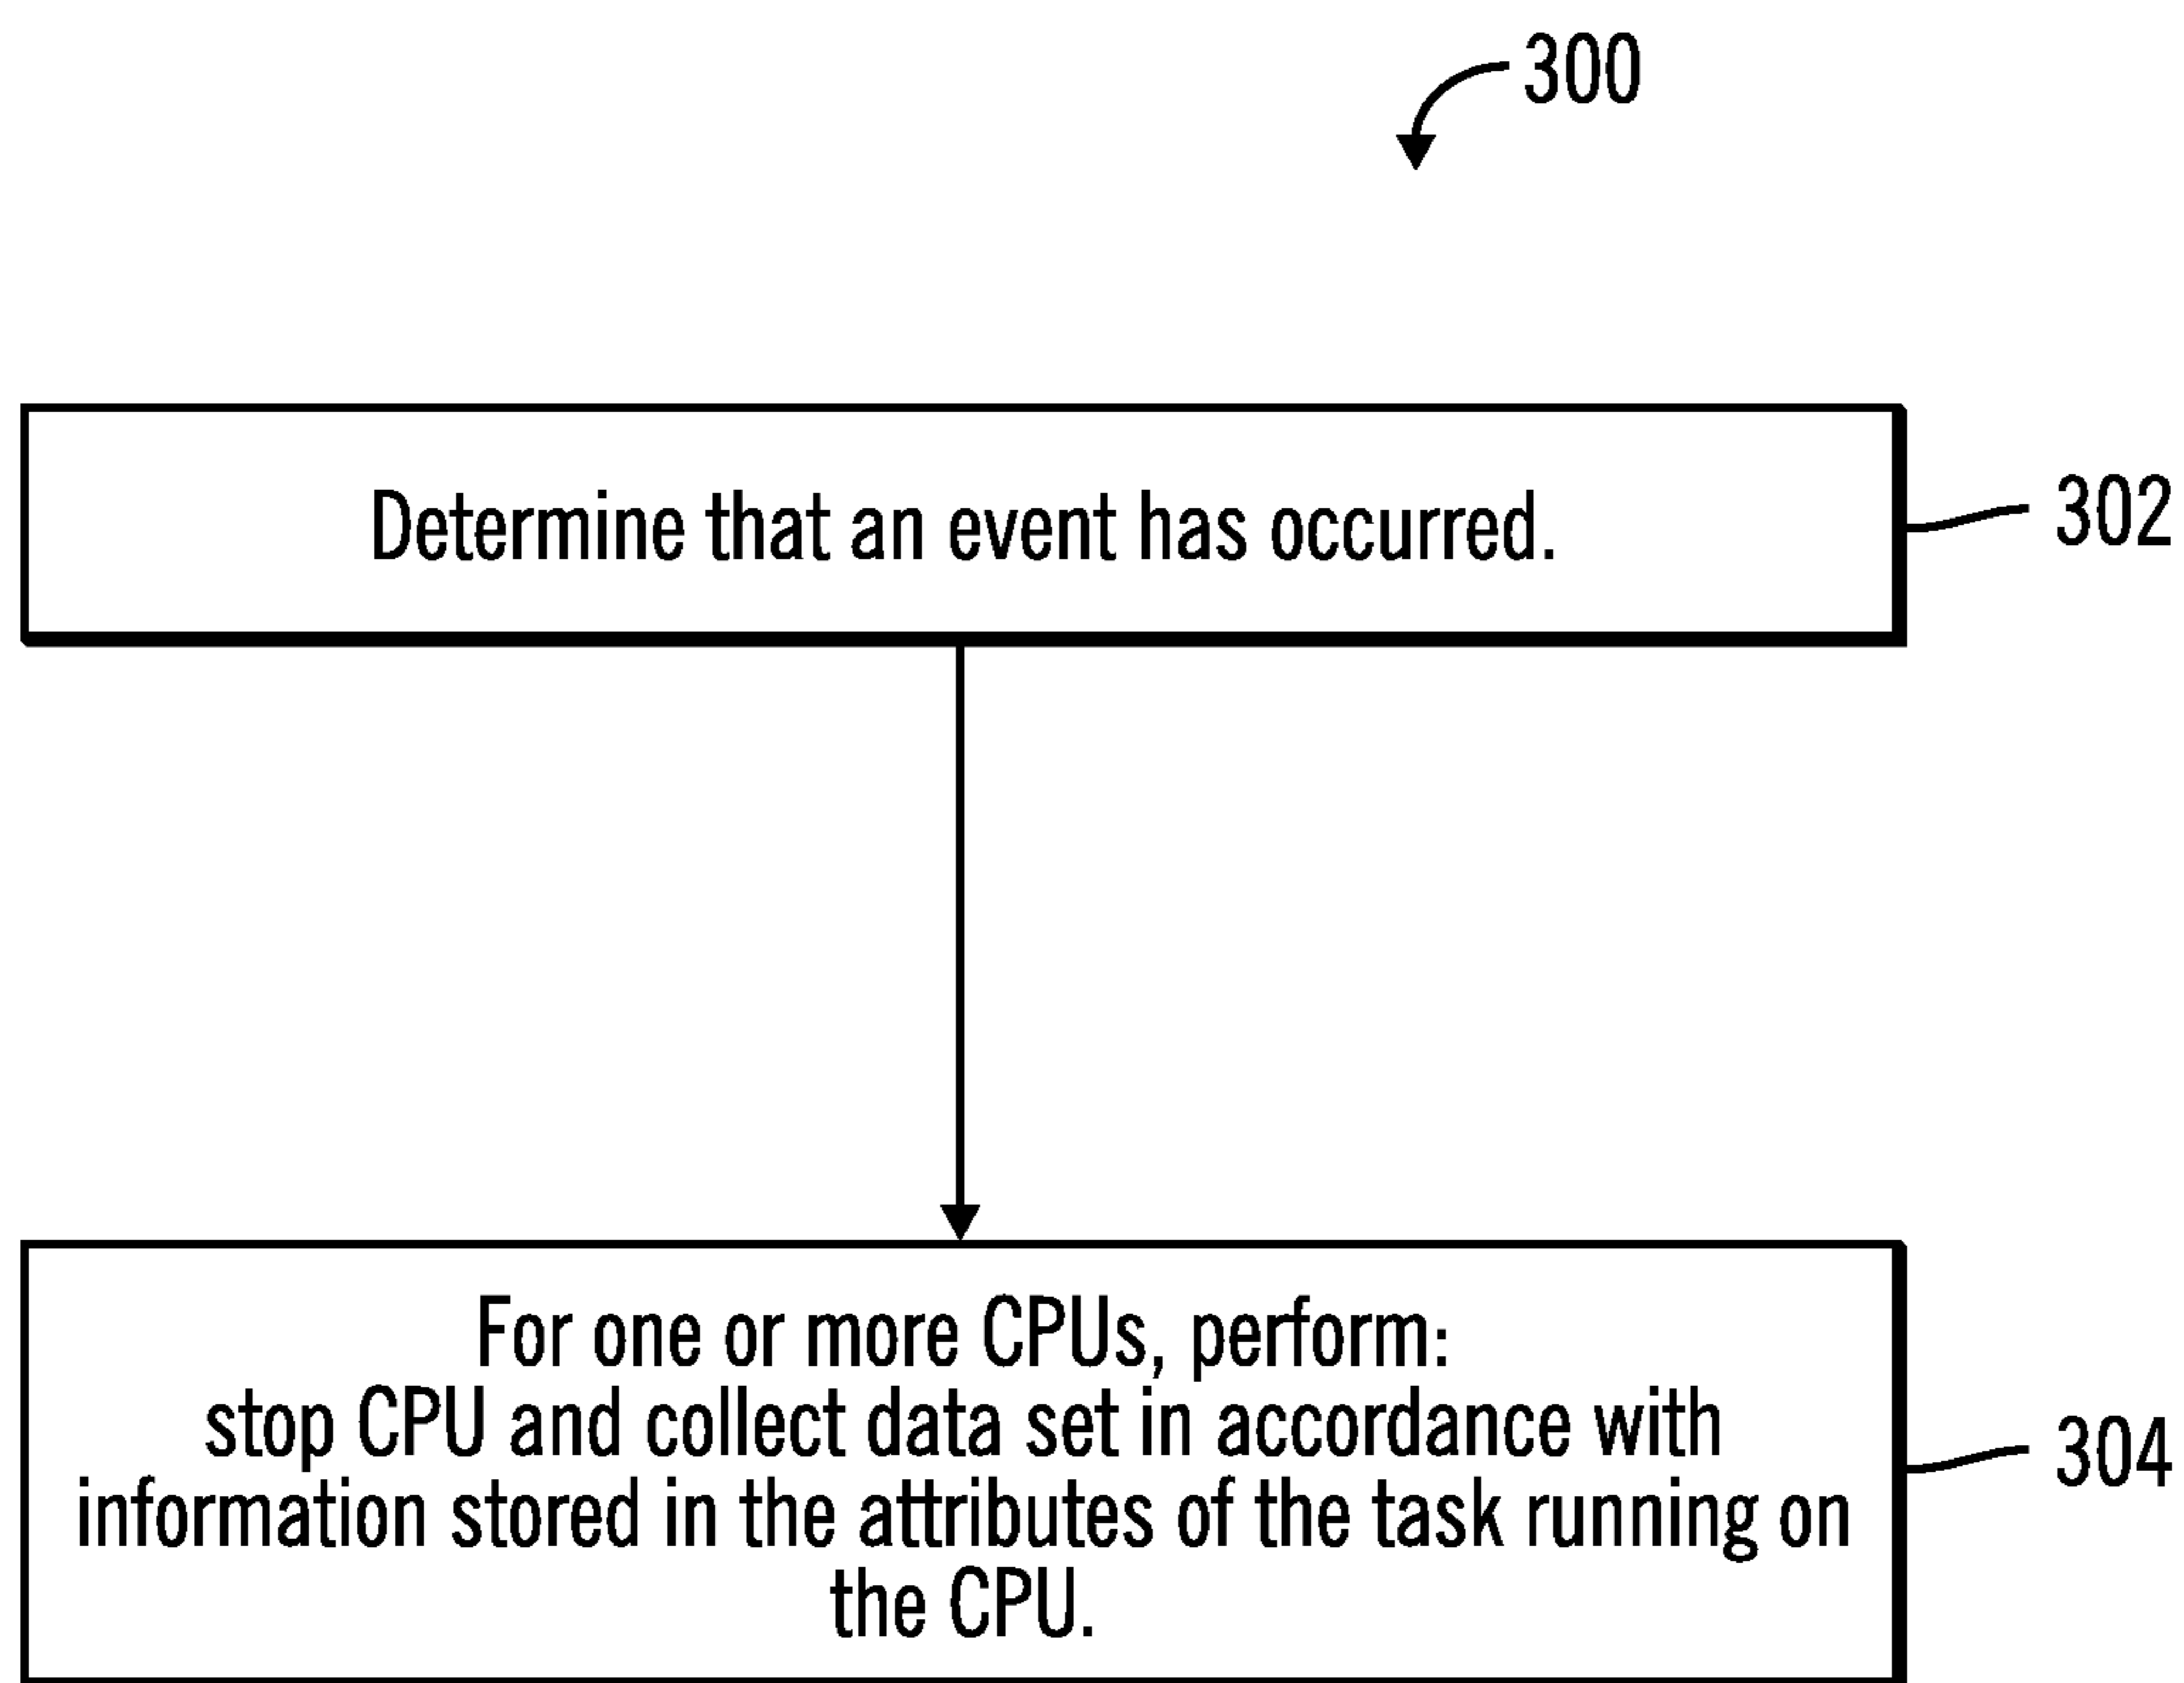 300
Determine that an event has occurred.
302
For one or more CPUs, perform:
stop CPU and collect data set in accordance with
information stored in the attributes of the task running on
the CPU.
304